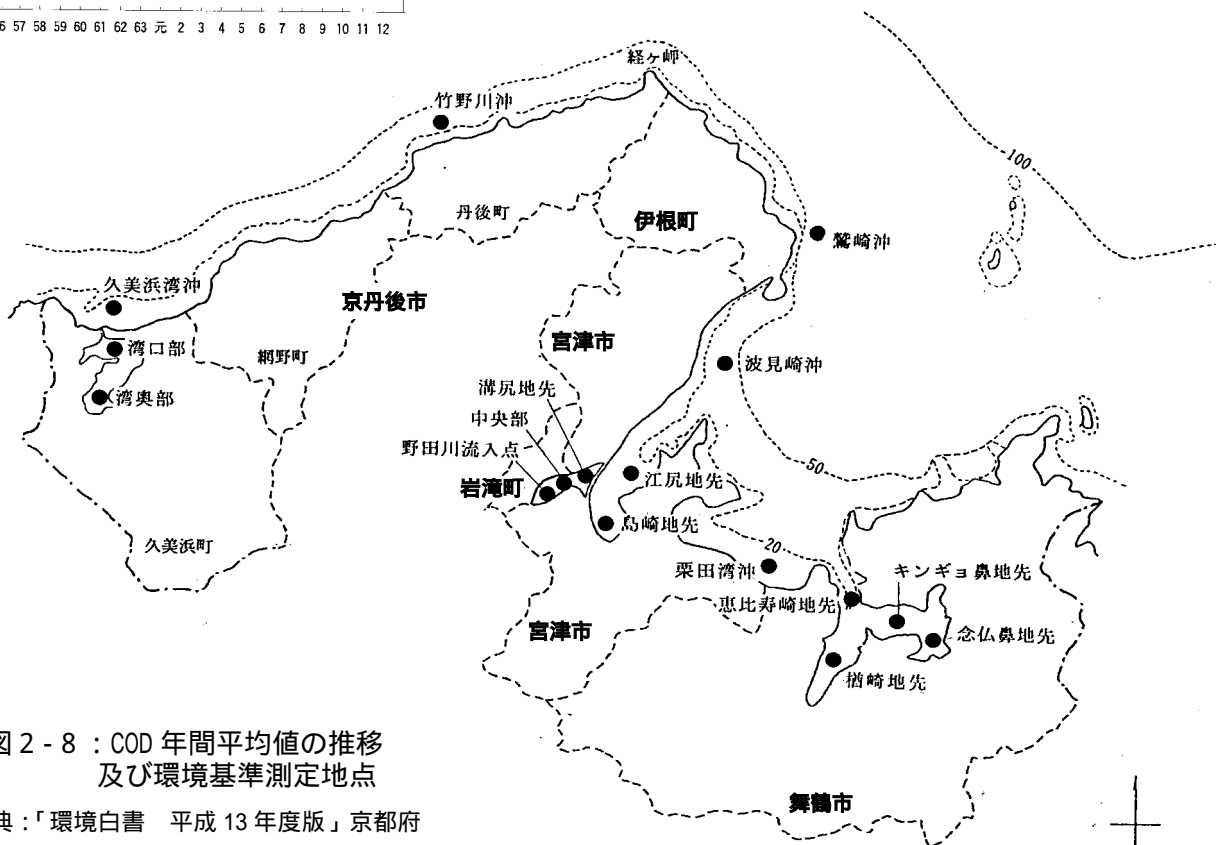 6 57 58 59 60 61 62 63 元 2 3 4 5 6 7 8 9 10 11 12
経ヶ岬
竹野川沖
100
丹後町
伊根町
鷲崎沖
久美浜湾沖
京丹後市
宮津市
湾口部
網野町
波見崎沖
湾奥部
溝尻地先
中央部
野田川流入点
50
岩滝町
江尻地先
島崎地先
久美浜町
20
栗田湾沖
キンギョ鼻地先
恵比寿崎地先
宮津市
念仏鼻地先
楢崎地先
図2-8:COD年間平均値の推移
及び環境基準測定地点
舞鶴市
典:「環境白書 平成13年度版」京都府